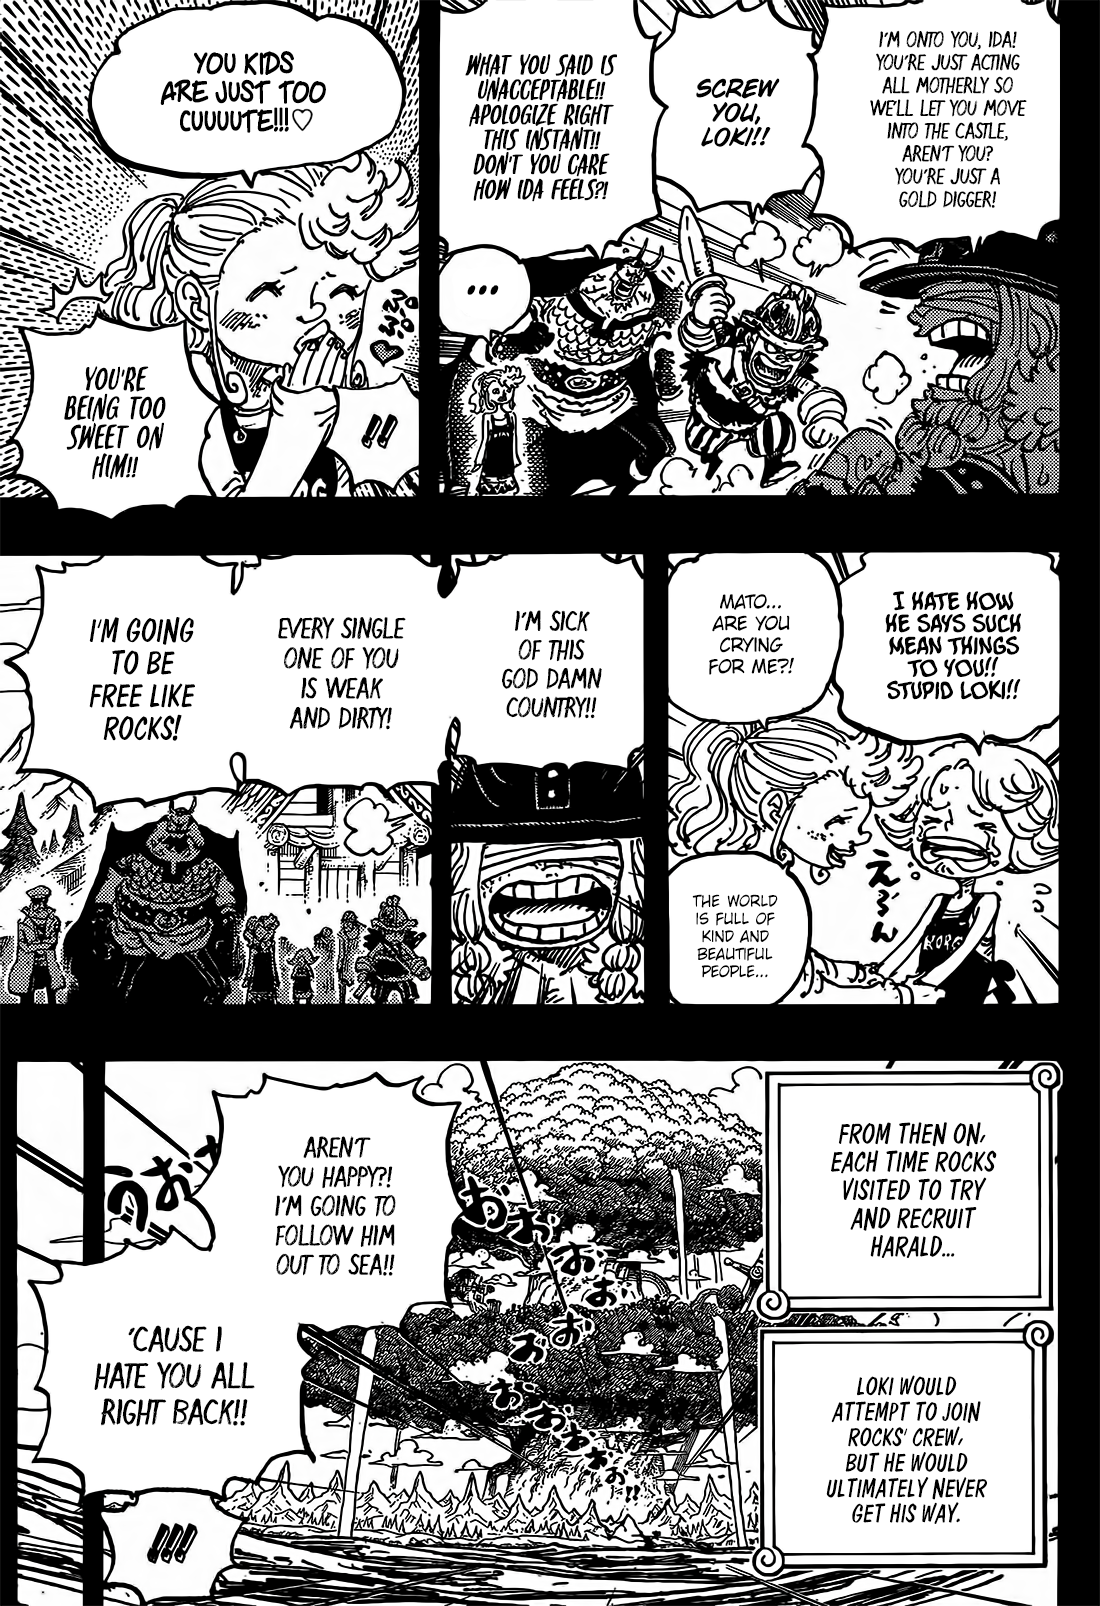 I'M ONTO YOU, IDA!
YOU'RE JUST ACTING
ALL MOTHERLY SO
WE'LL LET YOU MOVE
INTO THE CASTLE,
AREN'T YOU?
YOU'RE JUST A
GOLD DIGGER!
SCREW
YOU,
LOKI!!
WHAT YOU SAID IS
UNACCEPTABLE!!
APOLOGIZE RIGHT
THIS INSTANT!!
DON'T YOU CARE
HOW IDA FEELS?!
...
YOU KIDS
ARE JUST TOO
CUUUUTE!!!♡
!!
YOU'RE
BEING TOO
SWEET ON
HIM!!
I HATE HOW
HE SAYS SUCH
MEAN THINGS
TO YOU!!
STUPID LOKI!!
MATO...
ARE YOU
CRYING
FOR ME?!
えーん
KORG
THE WORLD
IS FULL OF
KIND AND
BEAUTIFUL
PEOPLE...
I'M SICK
OF THIS
GOD DAMN
COUNTRY!!
EVERY SINGLE
ONE OF YOU
IS WEAK
AND DIRTY!
I'M GOING
TO BE
FREE LIKE
ROCKS!
FROM THEN ON,
EACH TIME ROCKS
VISITED TO TRY
AND RECRUIT
HARALD...
LOKI WOULD
ATTEMPT TO JOIN
ROCKS' CREW,
BUT HE WOULD
ULTIMATELY NEVER
GET HIS WAY.
AREN'T
YOU HAPPY?!
I'M GOING TO
FOLLOW HIM
OUT TO SEA!!
'CAUSE I
HATE YOU ALL
RIGHT BACK!!
!!!